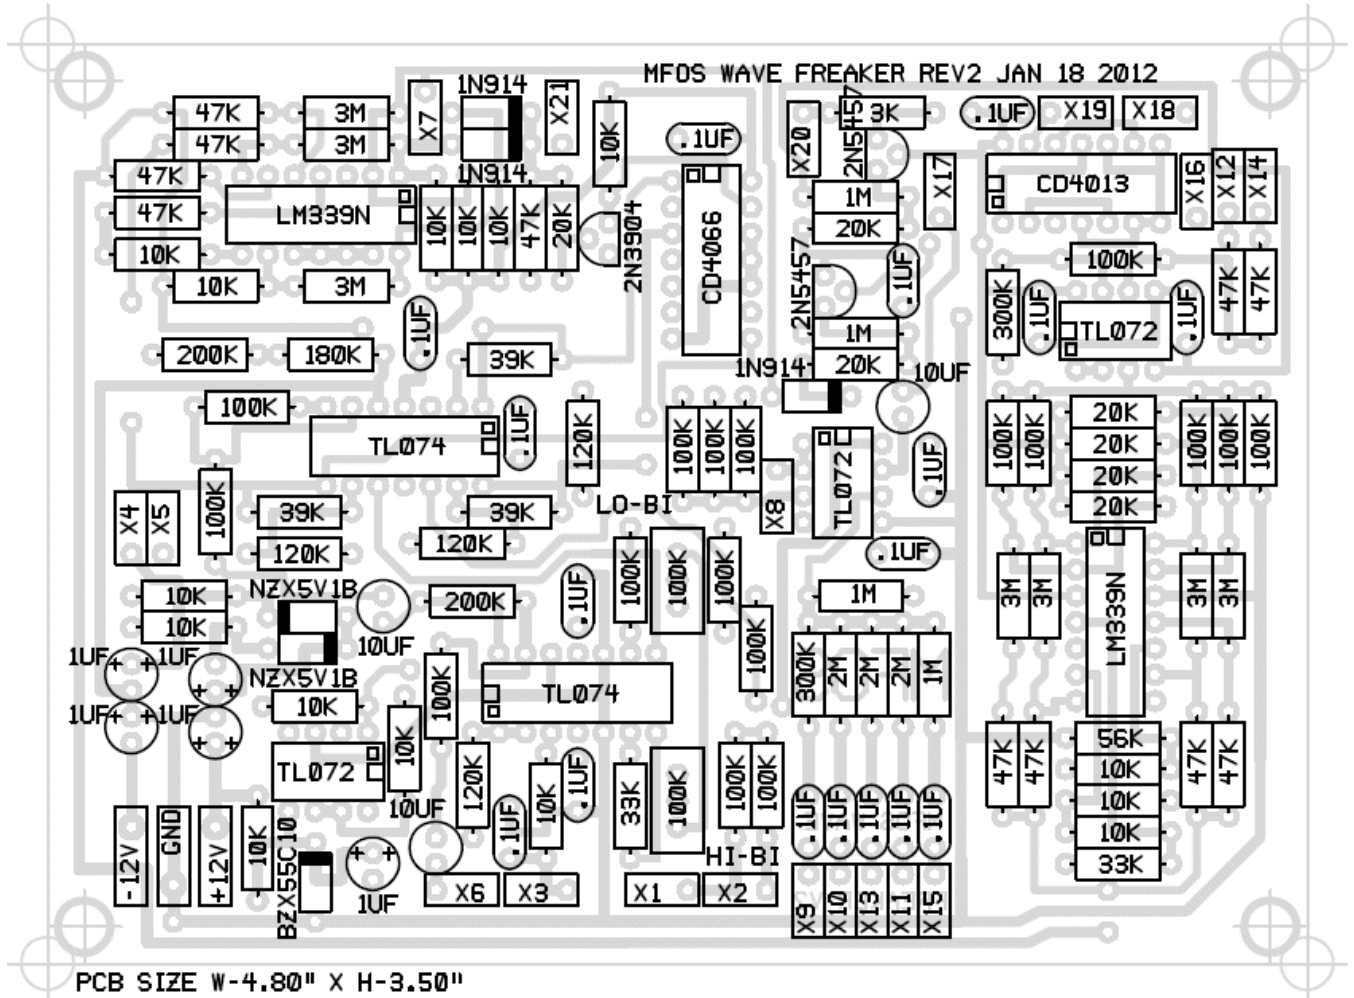 MFOS WAVE FREAKER REV2 JAN 18 2012
1N914
47K
3M
X7
X21
10K
.1UF
X20
2N5457
3K
.1UF
X19
X18
47K
3M
1N914
47K
LM339N
10K
10K
10K
47K
20K
2N3904
CD4066
1M
X17
CD4013
X16
X12
X14
47K
20K
10K
10K
3M
.1UF
2N5457
.1UF
100K
300K
.1UF
TL072
.1UF
47K
47K
200K
180K
39K
1M
20K
1N914
10UF
100K
TL074
.1UF
120K
100K
100K
100K
X8
TL072
.1UF
100K
100K
20K
20K
20K
20K
100K
100K
100K
X4
X5
100K
39K
39K
LO-BI
120K
120K
.1UF
NZX5V1B
10K
10K
10UF
200K
.1UF
100K
100K
100K
100K
1M
3M
3M
LM339N
3M
3M
1UF
1UF
NZX5V1B
10K
100K
TL074
300K
2M
2M
2M
1M
1UF
1UF
TL072
10K
10UF
120K
10K
.1UF
.1UF
33K
100K
100K
100K
HI-BI
.1UF
.1UF
.1UF
.1UF
.1UF
47K
47K
56K
10K
10K
10K
33K
47K
47K
-12V
GND
+12V
10K
BZX55C10
1UF
X6
X3
X1
X2
X9
X10
X13
X11
X15
PCB SIZE W-4.80" X H-3.50"